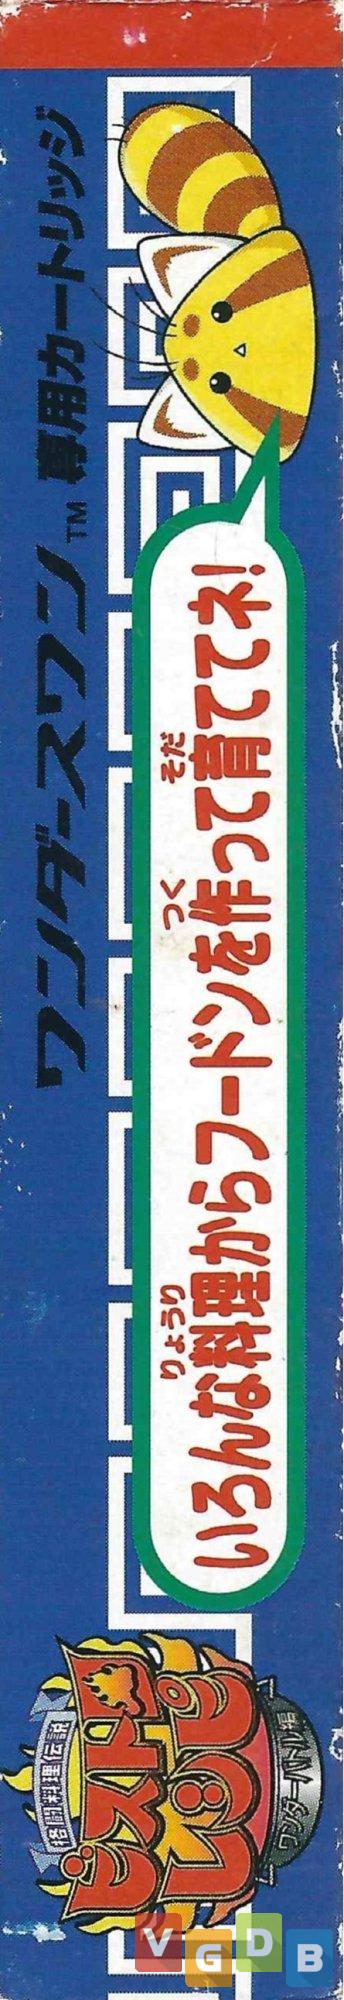 ワンダースワン™専用カートリッジ
いろんな料理からフードンを作って育ててネ!
りょうり
つく
そだ
格闘料理伝説
ビストロ
レシピ
ワンダーバトル編
VGDB